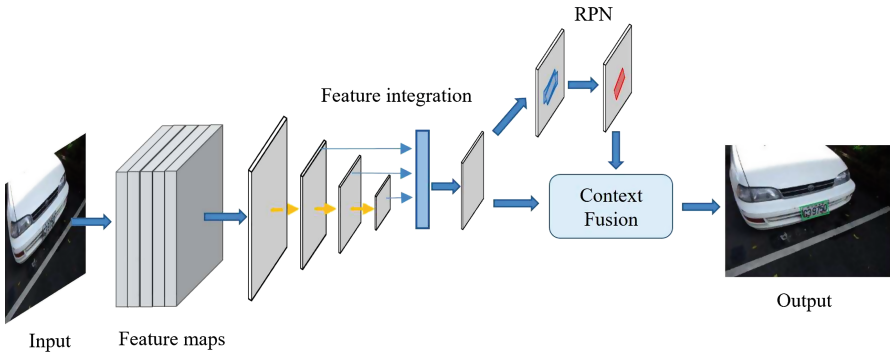 RPN
Feature integration
Context
Fusion
Input
Feature maps
Output